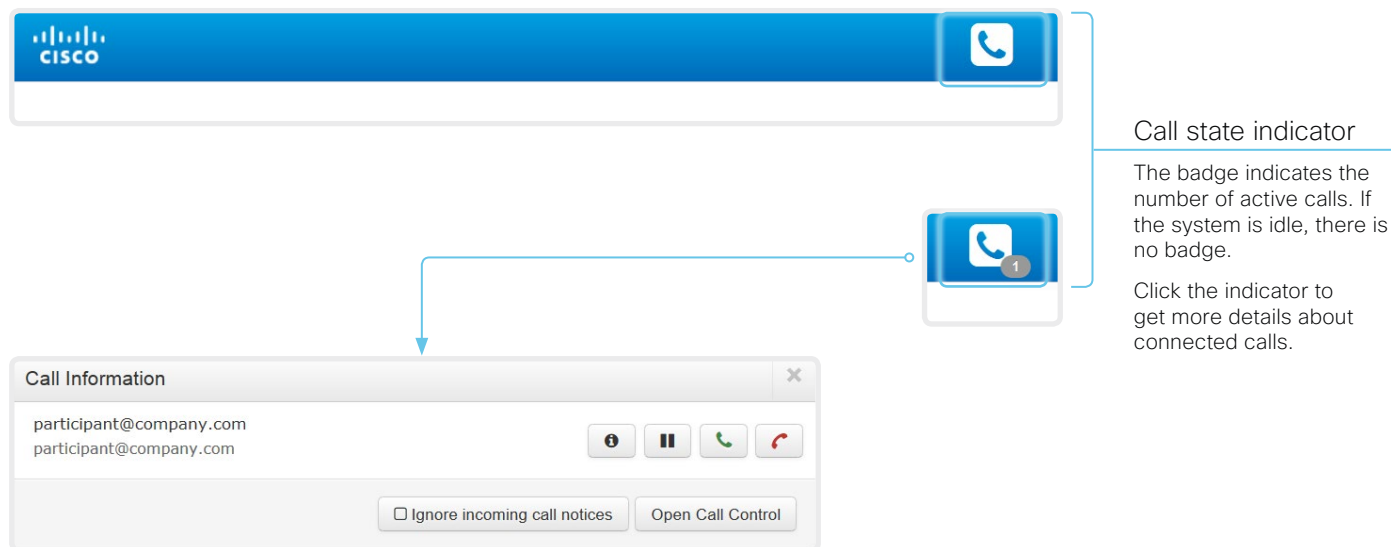 CISCO
Call state indicator
The badge indicates the
number of active calls. If
the system is idle, there is
no badge.
Click the indicator to
get more details about
connected calls.
1
Call Information
participant@company.com
participant@company.com
Ignore incoming call notices
Open Call Control